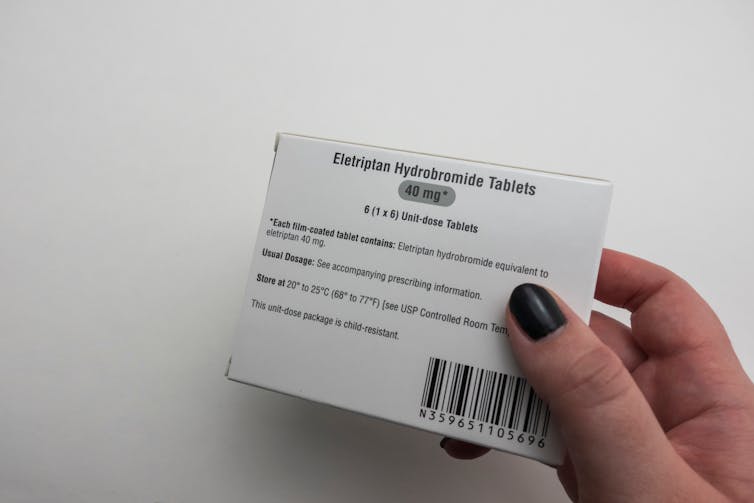 Eletriptan Hydrobromide Tablets
40 mg*
6 (1 x 6) Unit-dose Tablets
*Each film-coated tablet contains: Eletriptan hydrobromide equivalent to
eletriptan 40 mg.
Usual Dosage: See accompanying prescribing information.
Store at 20° to 25°C (68° to 77°F) [see USP Controlled Room
This unit-dose package is child-resistant.
N359651105696